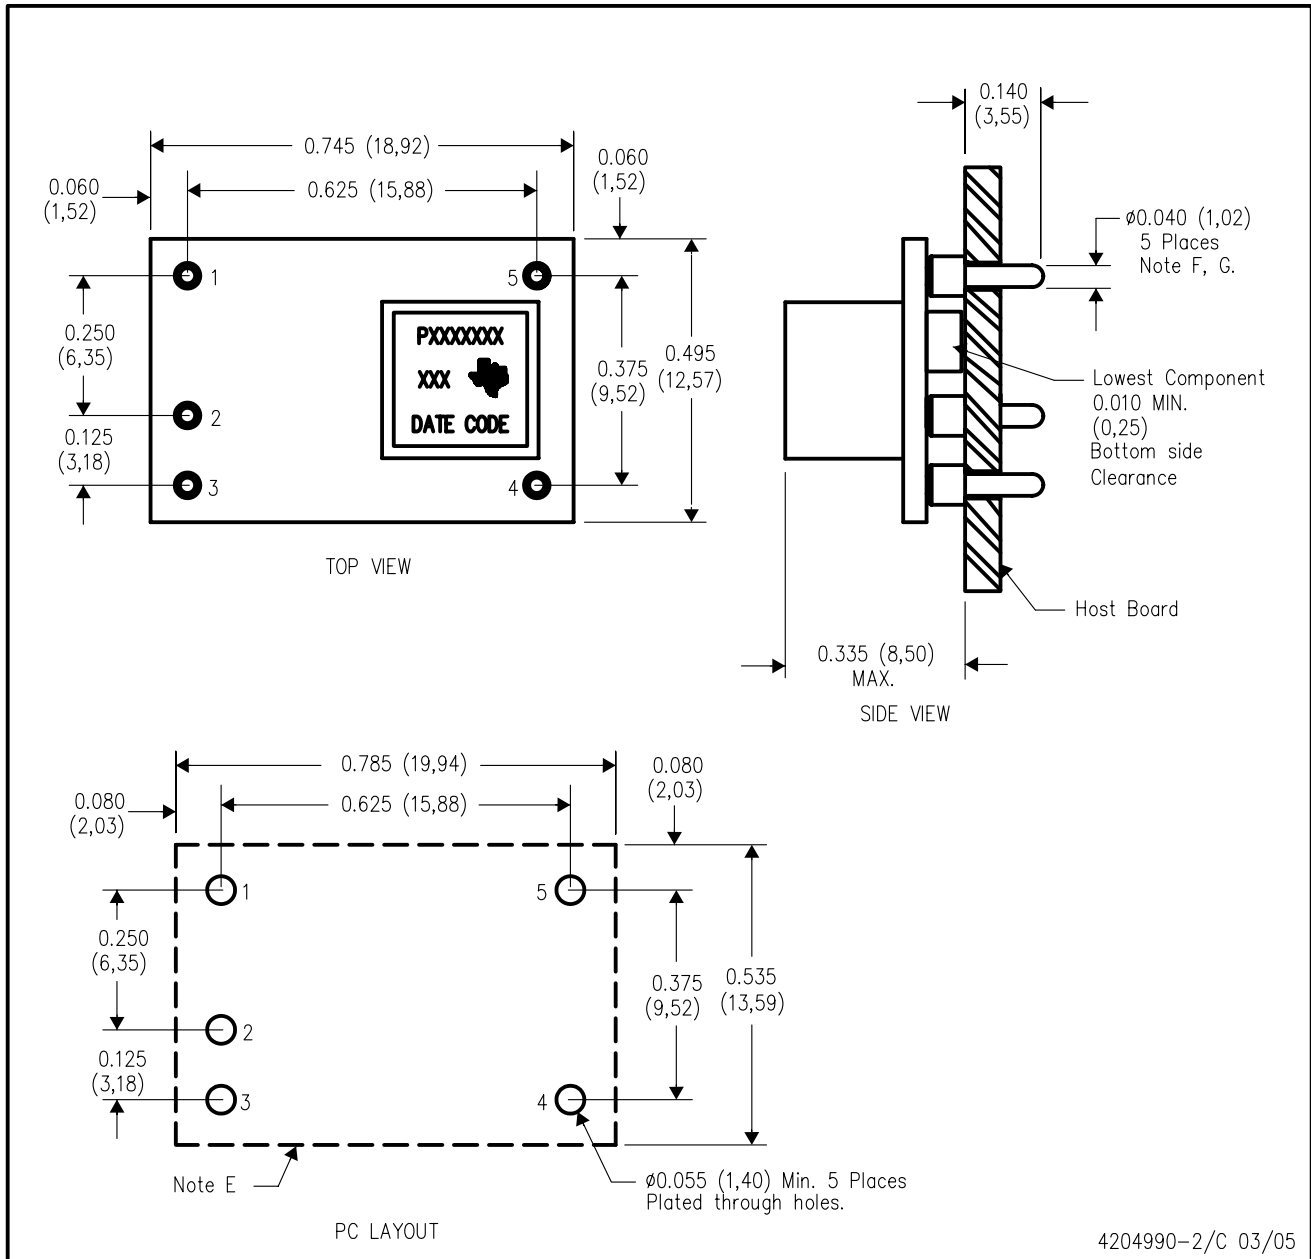 0.745 (18,92)
0.625 (15,88)
0.060
(1,52)
0.060
(1,52)
1
5
0.250
(6,35)
PXXXXXXX
XXX
DATE CODE
0.375
(9,52)
0.495
(12,57)
2
0.125
(3,18)
3
4
TOP VIEW
0.140
(3,55)
ø0.040 (1,02)
5 Places
Note F, G.
Lowest Component
0.010 MIN.
(0,25)
Bottom side
Clearance
Host Board
0.335 (8,50)
MAX.
SIDE VIEW
0.785 (19,94)
0.625 (15,88)
0.080
(2,03)
0.080
(2,03)
1
5
0.250
(6,35)
0.375
(9,52)
0.535
(13,59)
2
0.125
(3,18)
3
4
Note E
ø0.055 (1,40) Min. 5 Places
Plated through holes.
PC LAYOUT
4204990-2/C 03/05